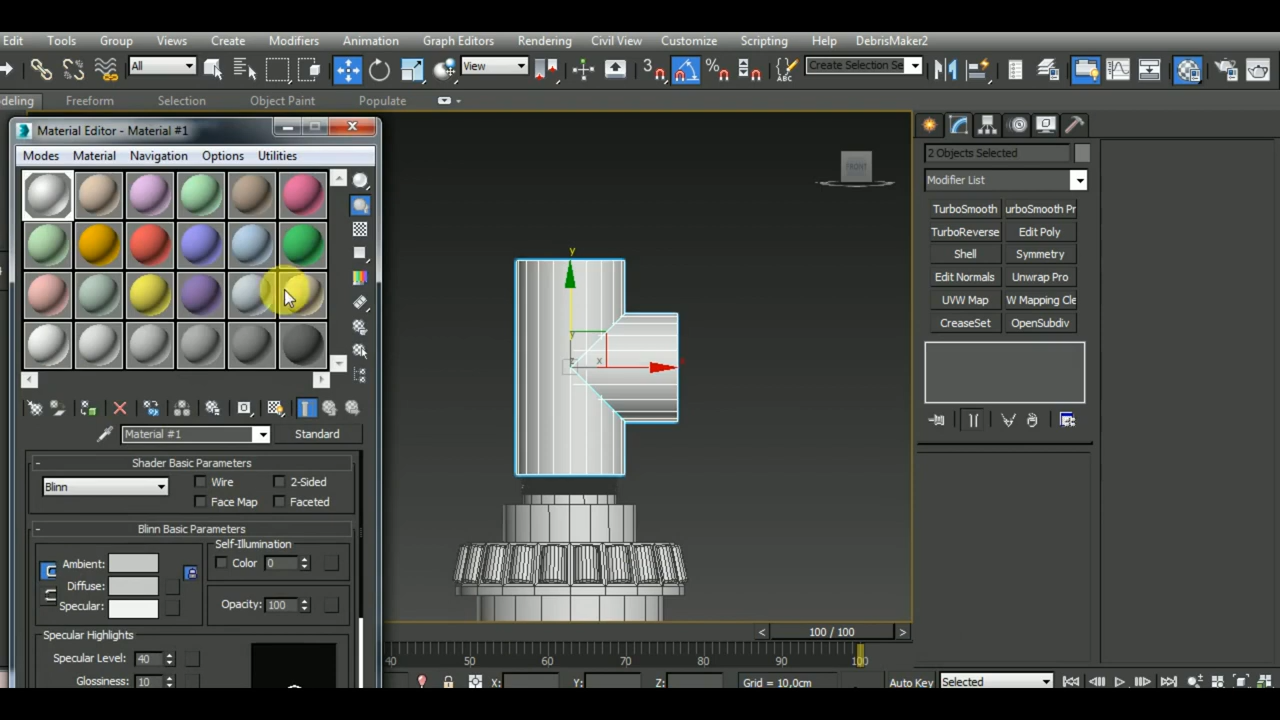 Edit Tools Group Views Create Modifiers Animation Graph Editors Rendering Civil View Customize Scripting Help DebrisMaker2
All View 3 % ABC Create Selection Se
deling Freeform Selection Object Paint Populate
Material Editor - Material #1
Modes Material Navigation Options Utilities
Material #1 Standard
- Shader Basic Parameters
Blinn Wire 2-Sided
Face Map Faceted
- Blinn Basic Parameters
Self-Illumination
Ambient: Color 0
Diffuse:
Specular: Opacity: 100
Specular Highlights
Specular Level: 40
Glossiness: 10
FRONT
y
y
z x
2 Objects Selected
Modifier List
TurboSmooth urboSmooth Pr
TurboReverse Edit Poly
Shell Symmetry
Edit Normals Unwrap Pro
UVW Map W Mapping Cle
CreaseSet OpenSubdiv
< 100 / 100 >
40 50 60 70 80 90 100
X: Y: Z: Grid = 10,0cm Auto Key Selected